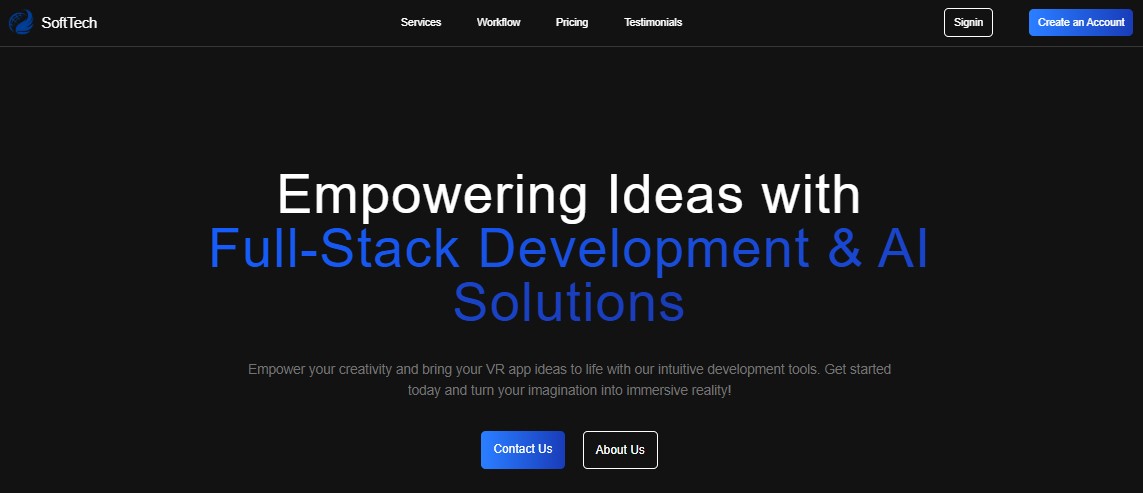 SoftTech
Services Workflow Pricing Testimonials
Signin
Create an Account
Empowering Ideas with
Full-Stack Development & AI
Solutions
Empower your creativity and bring your VR app ideas to life with our intuitive development tools. Get started
today and turn your imagination into immersive reality!
Contact Us
About Us